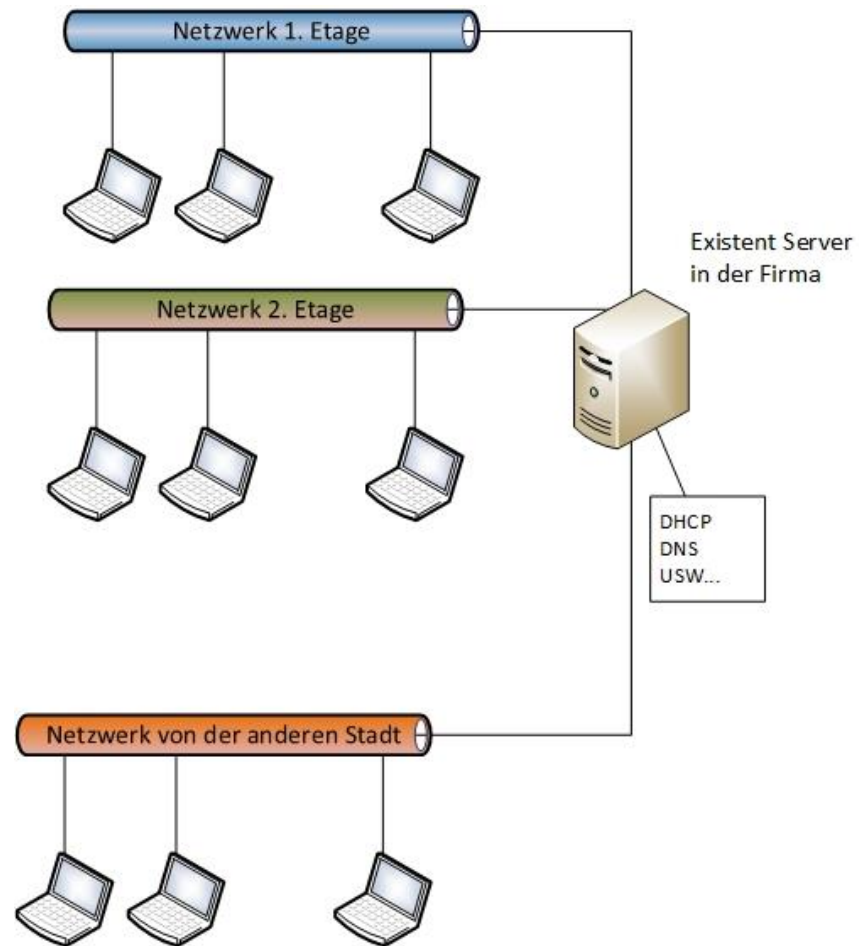 Netzwerk 1. Etage
Existent Server
in der Firma
Netzwerk 2. Etage
DHCP
DNS
USW...
Netzwerk von der anderen Stadt